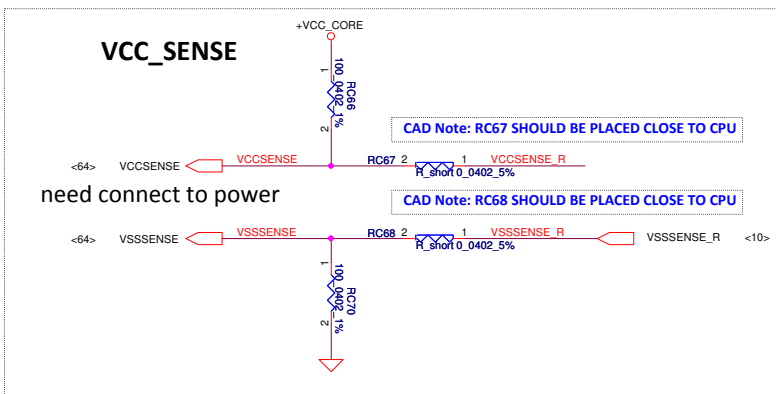 +VCC_CORE
VCC_SENSE
1
RC66
100_0402_1%
2
CAD Note: RC67 SHOULD BE PLACED CLOSE TO CPU
<64> VCCSENSE VCCSENSE RC67 2 1 VCCSENSE_R
R_short 0_0402_5%
need connect to power
CAD Note: RC68 SHOULD BE PLACED CLOSE TO CPU
<64> VSSSENSE VSSSENSE RC68 2 1 VSSSENSE_R VSSSENSE_R <10>
R_short 0_0402_5%
1
RC70
100_0402_1%
2